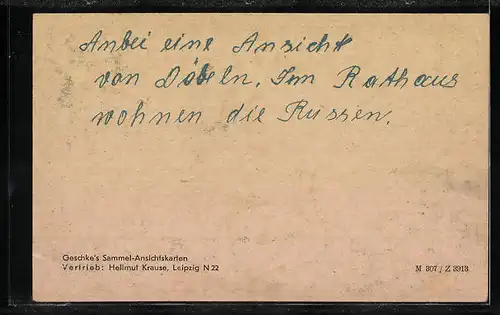 Anbei eine Ansicht
von Döbeln. Im Rathaus
wohnen die Russen.
Geschke's Sammel-Ansichtskarten
Vertrieb: Hellmut Krause, Leipzig N 22
M 307 / Z 3913